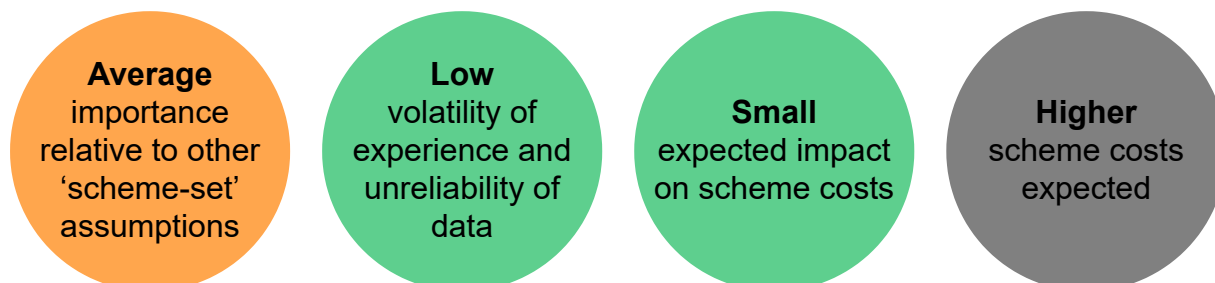 Average
importance
relative to other
‘scheme-set’
assumptions
Low
volatility of
experience and
unreliability of
data
Small
expected impact
on scheme costs
Higher
scheme costs
expected